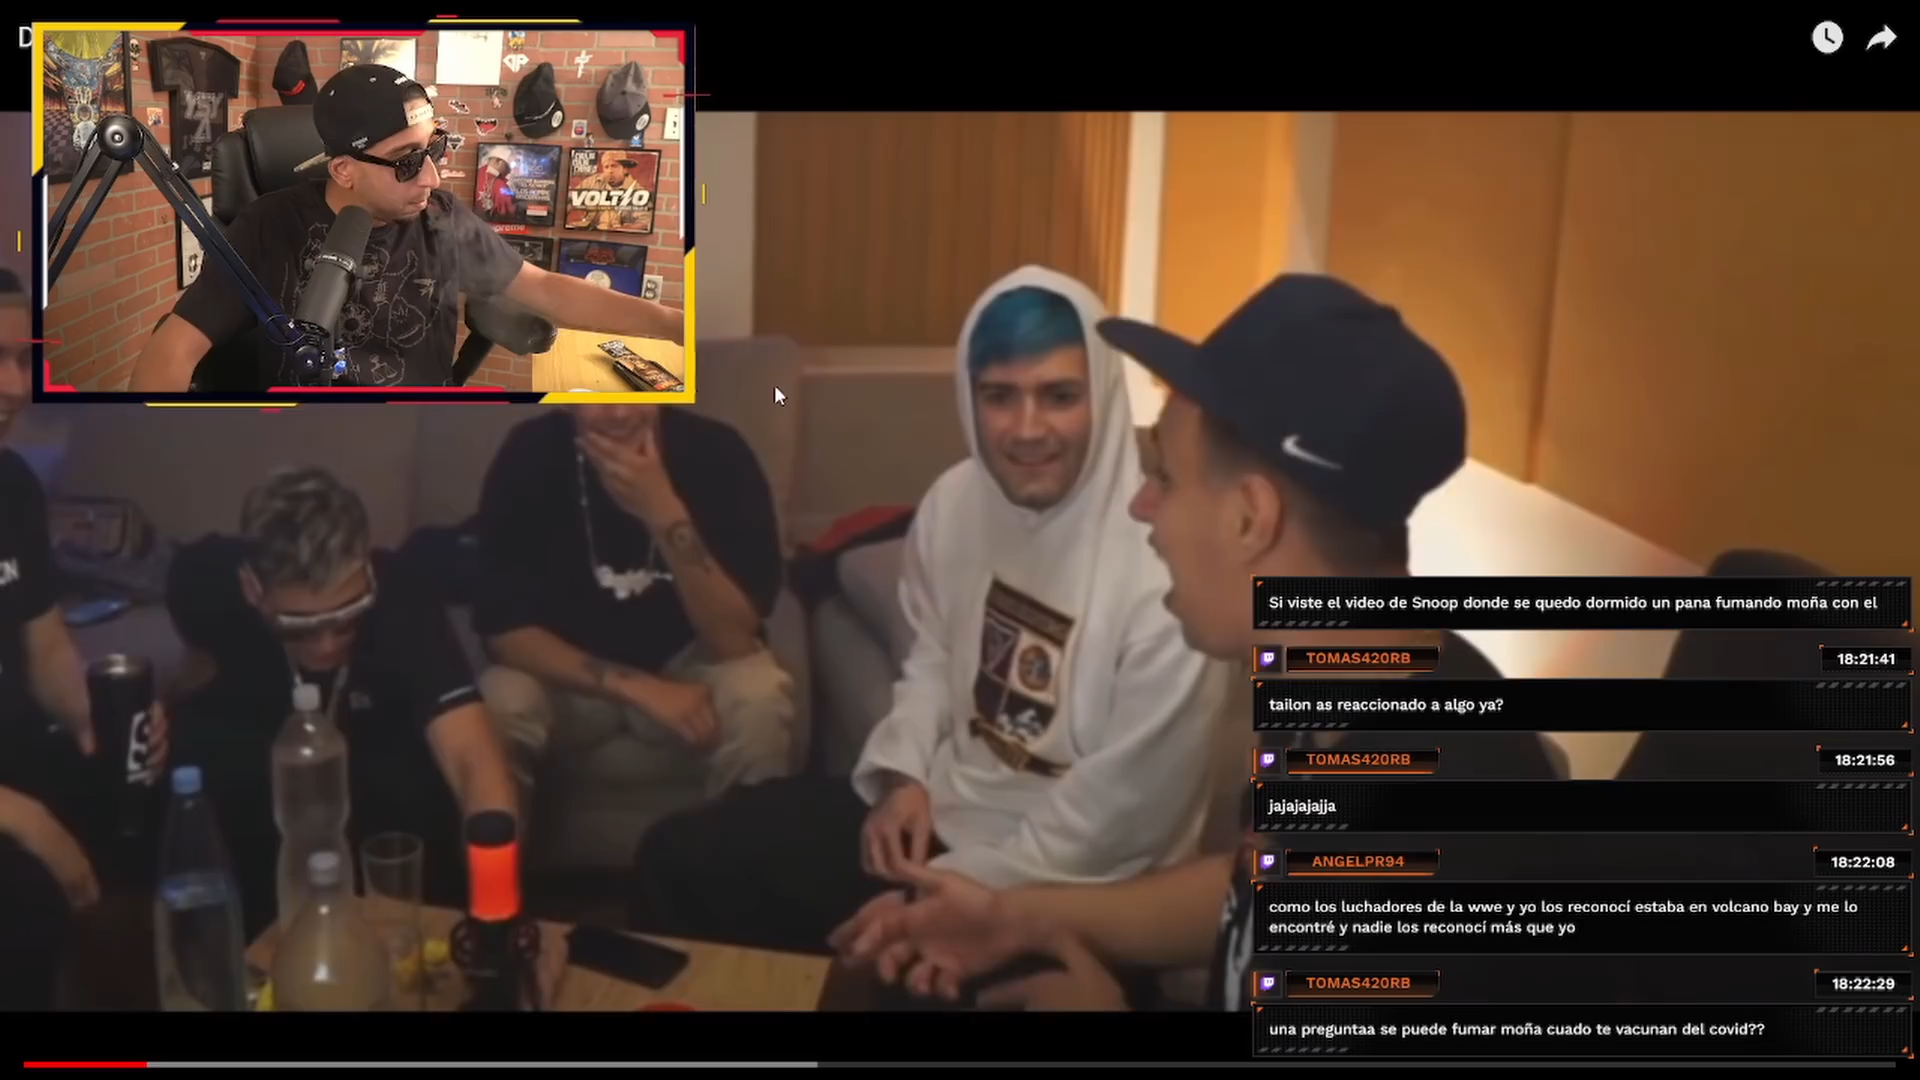 D
YSY
A
VOLTIO
preme
Si viste el video de Snoop donde se quedo dormido un pana fumando moña con el
TOMAS420RB
18:21:41
tailon as reaccionado a algo ya?
TOMAS420RB
18:21:56
jajajajajja
ANGELPR94
18:22:08
como los luchadores de la wwe y yo los reconocí estaba en volcano bay y me lo
encontré y nadie los reconocí más que yo
TOMAS420RB
18:22:29
una preguntaa se puede fumar moña cuado te vacunan del covid??